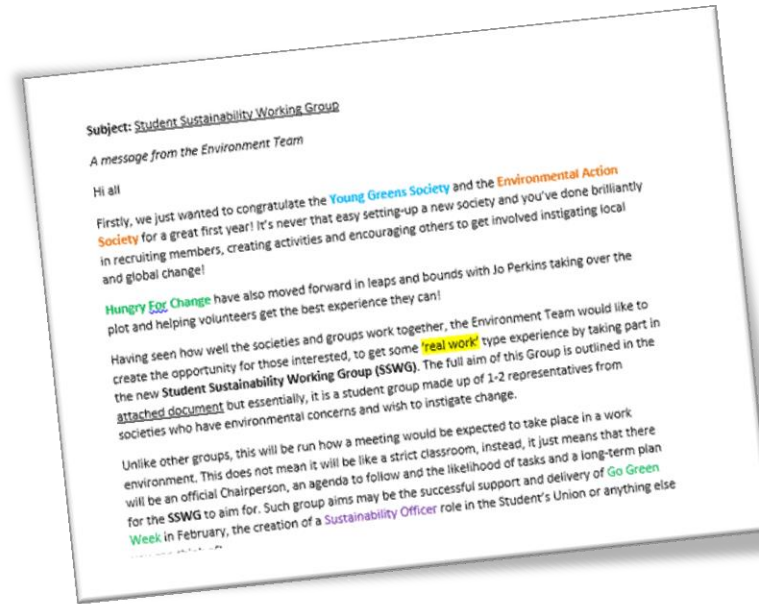 Subject: Student Sustainability Working Group
A message from the Environment Team
Hi all
Firstly, we just wanted to congratulate the Young Greens Society and the Environmental Action
Society for a great first year! It's never that easy setting-up a new society and you've done brilliantly
in recruiting members, creating activities and encouraging others to get involved instigating local
and global change!
Hungry For Change have also moved forward in leaps and bounds with Jo Perkins taking over the
plot and helping volunteers get the best experience they can!
Having seen how well the societies and groups work together, the Environment Team would like to
create the opportunity for those interested, to get some 'real work' type experience by taking part in
the new Student Sustainability Working Group (SSWG). The full aim of this Group is outlined in the
attached document but essentially, it is a student group made up of 1-2 representatives from
societies who have environmental concerns and wish to instigate change.
Unlike other groups, this will be run how a meeting would be expected to take place in a work
environment. This does not mean it will be like a strict classroom, instead, it just means that there
will be an official Chairperson, an agenda to follow and the likelihood of tasks and a long-term plan
for the SSWG to aim for. Such group aims may be the successful support and delivery of Go Green
Week in February, the creation of a Sustainability Officer role in the Student's Union or anything else